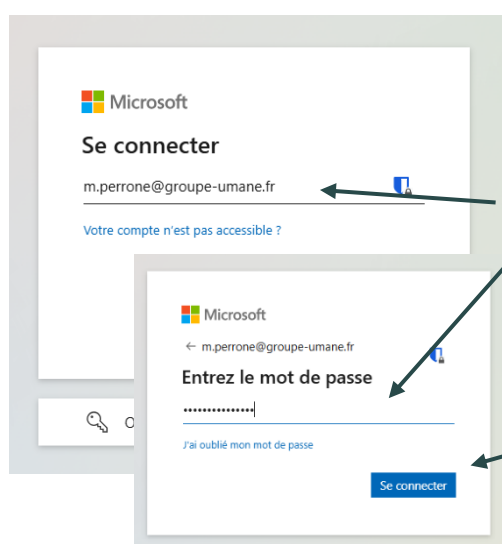 Microsoft
Se connecter
m.perrone@groupe-umane.fr
Votre compte n'est pas accessible ?
Microsoft
← m.perrone@groupe-umane.fr
Entrez le mot de passe
•••••••••••••••
J'ai oublié mon mot de passe
Se connecter